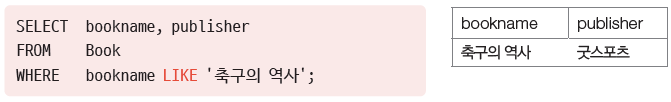 SELECT bookname, publisher
FROM Book
WHERE bookname LIKE '축구의 역사';
bookname publisher
축구의 역사 굿스포츠